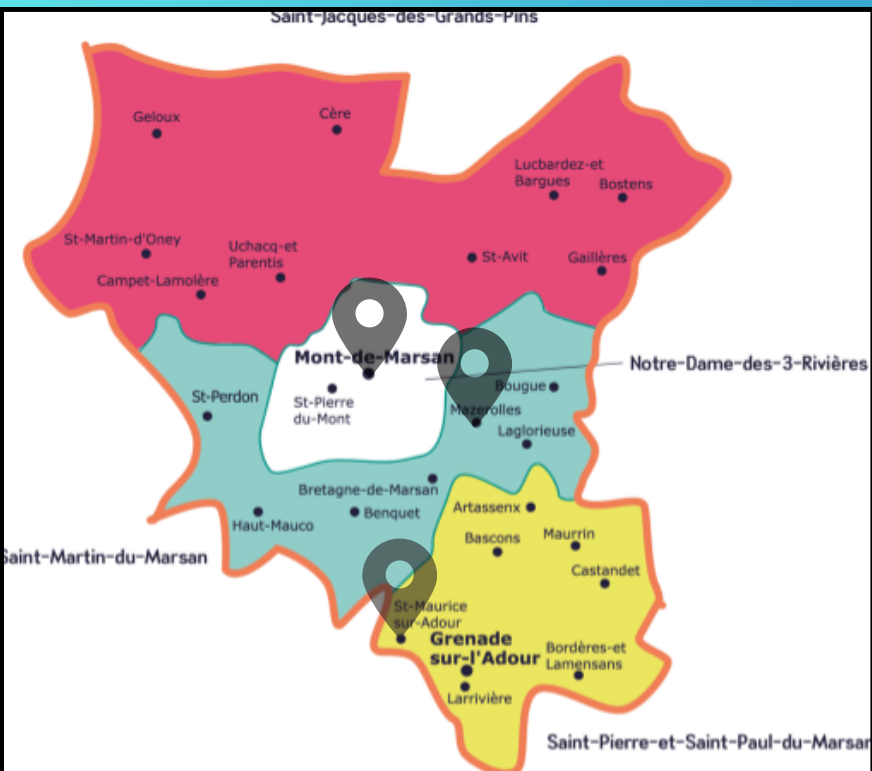 Saint-Jacques-des-Grands-Pins
Geloux
Cère
Lucbardez-et
Bargues
Bostens
St-Martin-d'Oney
Uchacq-et
Parentis
St-Avit
Gaillères
Campet-Lamolère
Mont-de-Marsan
Notre-Dame-des-3-Rivières
St-Pierre
du-Mont
Bougue
St-Perdon
Mazerolles
Laglorieuse
Bretagne-de-Marsan
Artassenx
Haut-Mauco
Benquet
Bascons
Maurrin
Saint-Martin-du-Marsan
Castandet
St-Maurice
sur-Adour
Grenade
sur-l'Adour
Bordères-et
Lamensans
Larrivière
Saint-Pierre-et-Saint-Paul-du-Marsan